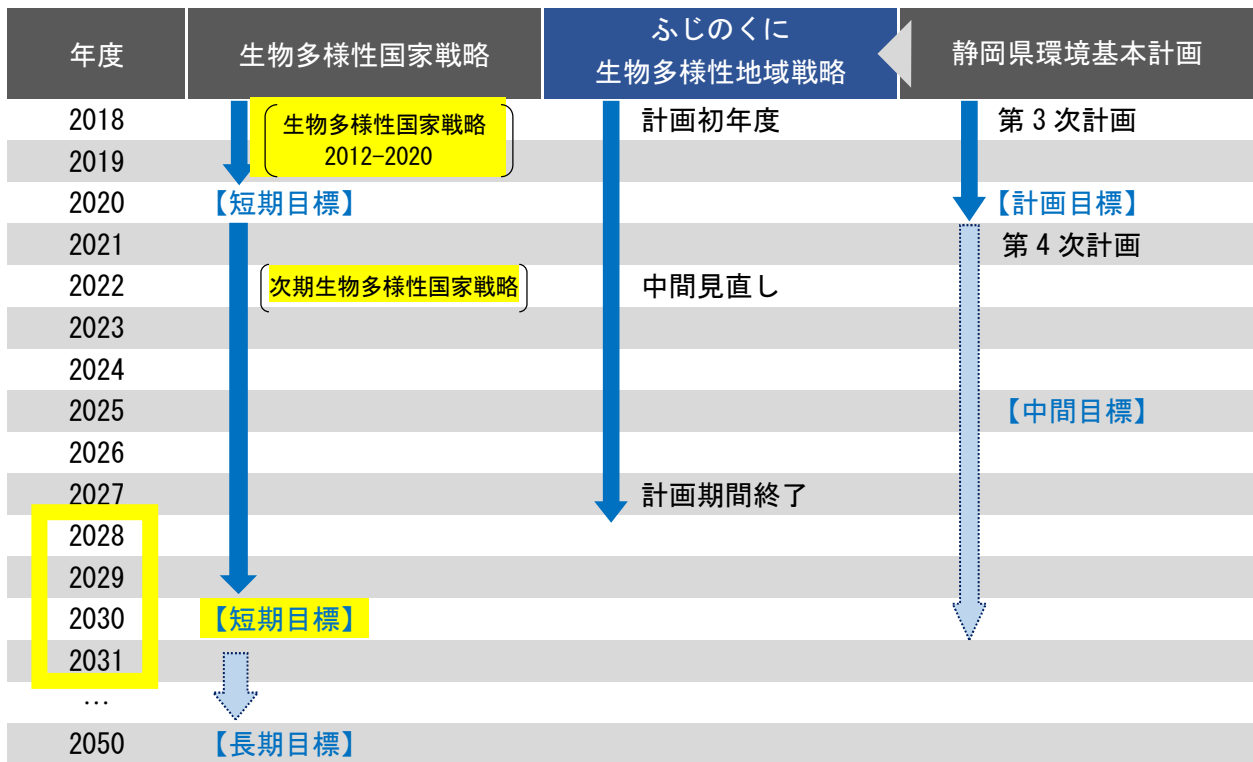 年度
生物多様性国家戦略
ふじのくに
生物多様性地域戦略
静岡県環境基本計画
2018
生物多様性国家戦略
2012-2020
計画初年度
第3次計画
2019
2020
【短期目標】
【計画目標】
2021
第4次計画
2022
次期生物多様性国家戦略
中間見直し
2023
2024
2025
【中間目標】
2026
2027
計画期間終了
2028
2029
2030
【短期目標】
2031
…
2050
【長期目標】